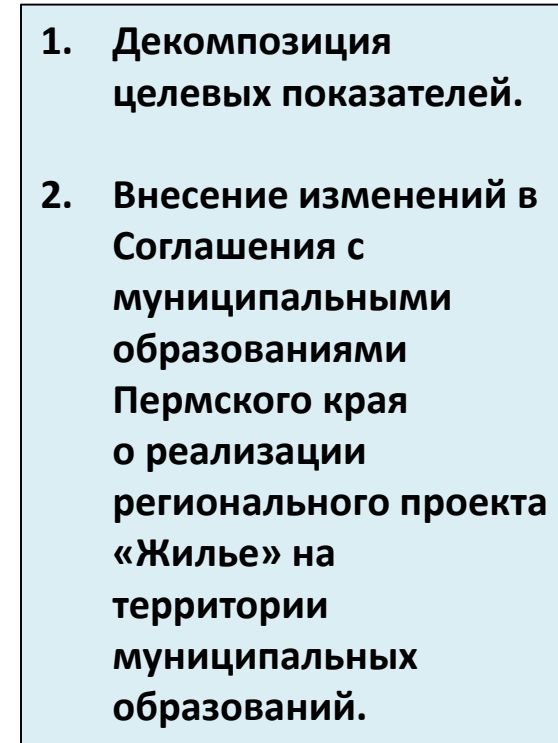 1. Декомпозиция
целевых показателей.
2. Внесение изменений в
Соглашения с
муниципальными
образованиями
Пермского края
о реализации
регионального проекта
«Жилье» на
территории
муниципальных
образований.